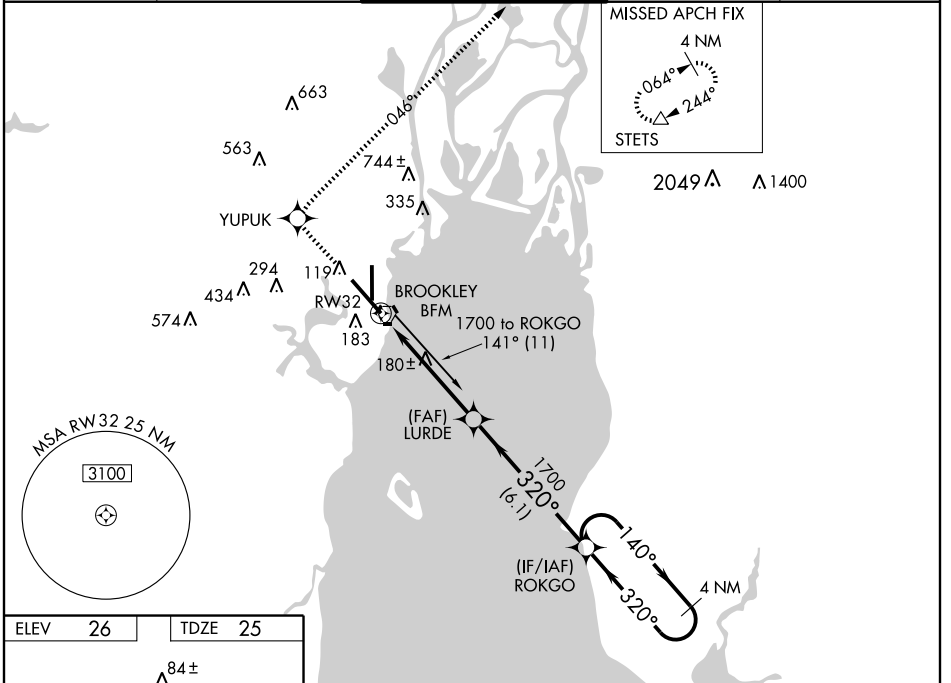 MISSED APCH FIX
4 NM
064°
244°
STETS
663
046°
563
744±
2049
1400
335
YUPUK
119
294
434
RW32
BROOKLEY
BFM
574
183
1700 to ROKGO
141° (11)
180±
(FAF)
LURDE
MSA RW32 25 NM
3100
1700
320°
(6.1)
140°
(IF/IAF)
ROKGO
4 NM
320°
ELEV 26
TDZE 25
84±